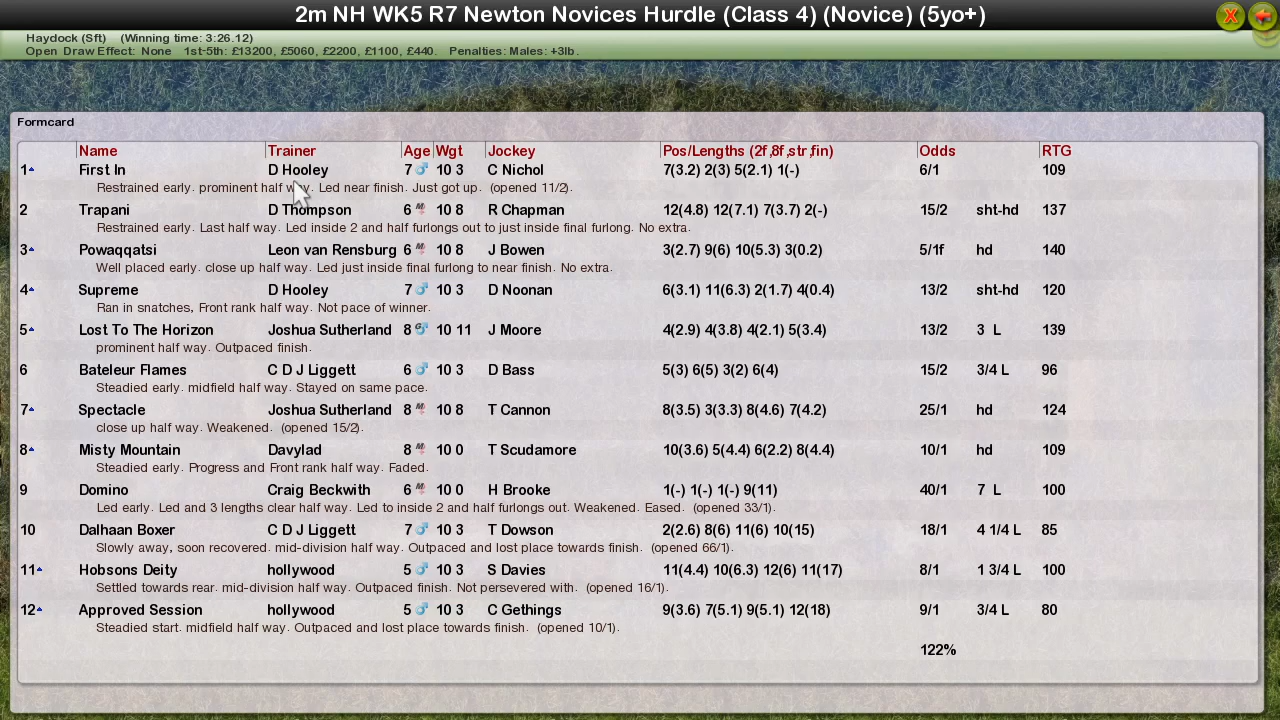 2m NH WK5 R7 Newton Novices Hurdle (Class 4) (Novice) (5yo+)
X
Haydock (Sft) (Winning time: 3:26.12)
Open Draw Effect: None 1st-5th: £13200, £5060, £2200, £1100, £440. Penalties: Males: +3lb.
Formcard
Name Trainer Age Wgt Jockey Pos/Lengths (2f,8f,str,fin) Odds RTG
1 First In D Hooley 7 10 3 C Nichol 7(3.2) 2(3) 5(2.1) 1(-) 6/1 109
Restrained early. prominent half way. Led near finish. Just got up. (opened 11/2).
2 Trapani D Thompson 6 10 8 R Chapman 12(4.8) 12(7.1) 7(3.7) 2(-) 15/2 sht-hd 137
Restrained early. Last half way. Led inside 2 and half furlongs out to just inside final furlong. No extra.
3 Powaqqatsi Leon van Rensburg 6 10 8 J Bowen 3(2.7) 9(6) 10(5.3) 3(0.2) 5/1f hd 140
Well placed early. close up half way. Led just inside final furlong to near finish. No extra.
4 Supreme D Hooley 7 10 3 D Noonan 6(3.1) 11(6.3) 2(1.7) 4(0.4) 13/2 sht-hd 120
Ran in snatches, Front rank half way. Not pace of winner.
5 Lost To The Horizon Joshua Sutherland 8 10 11 J Moore 4(2.9) 4(3.8) 4(2.1) 5(3.4) 13/2 3 L 139
prominent half way. Outpaced finish.
6 Bateleur Flames C D J Liggett 6 10 3 D Bass 5(3) 6(5) 3(2) 6(4) 15/2 3/4 L 96
Steadied early. midfield half way. Stayed on same pace.
7 Spectacle Joshua Sutherland 8 10 8 T Cannon 8(3.5) 3(3.3) 8(4.6) 7(4.2) 25/1 hd 124
close up half way. Weakened. (opened 15/2).
8 Misty Mountain Davylad 8 10 0 T Scudamore 10(3.6) 5(4.4) 6(2.2) 8(4.4) 10/1 hd 109
Steadied early. Progress and Front rank half way. Faded.
9 Domino Craig Beckwith 6 10 0 H Brooke 1(-) 1(-) 1(-) 9(11) 40/1 7 L 100
Led early. Led and 3 lengths clear half way. Led to inside 2 and half furlongs out. Weakened. Eased. (opened 33/1).
10 Dalhaan Boxer C D J Liggett 7 10 3 T Dowson 2(2.6) 8(6) 11(6) 10(15) 18/1 4 1/4 L 85
Slowly away, soon recovered. mid-division half way. Outpaced and lost place towards finish. (opened 66/1).
11 Hobsons Deity hollywood 5 10 3 S Davies 11(4.4) 10(6.3) 12(6) 11(17) 8/1 1 3/4 L 100
Settled towards rear. mid-division half way. Outpaced finish. Not persevered with. (opened 16/1).
12 Approved Session hollywood 5 10 3 C Gethings 9(3.6) 7(5.1) 9(5.1) 12(18) 9/1 3/4 L 80
Steadied start. midfield half way. Outpaced and lost place towards finish. (opened 10/1).
122%